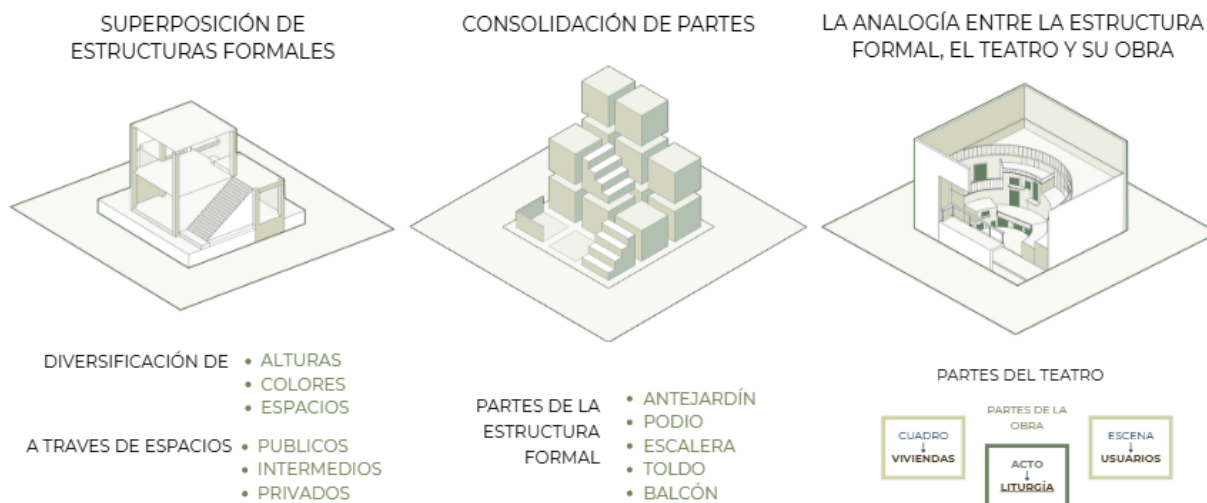 SUPERPOSICIÓN DE
ESTRUCTURAS FORMALES
DIVERSIFICACIÓN DE
• ALTURAS
• COLORES
• ESPACIOS
A TRAVES DE ESPACIOS
• PUBLICOS
• INTERMEDIOS
• PRIVADOS
CONSOLIDACIÓN DE PARTES
PARTES DE LA
ESTRUCTURA
FORMAL
• ANTEJARDÍN
• PODIO
• ESCALERA
• TOLDO
• BALCÓN
LA ANALOGÍA ENTRE LA ESTRUCTURA
FORMAL, EL TEATRO Y SU OBRA
PARTES DEL TEATRO
CUADRO
↓
VIVIENDAS
PARTES DE LA
OBRA
ACTO
↓
LITURGÍA
ESCENA
↓
USUARIOS